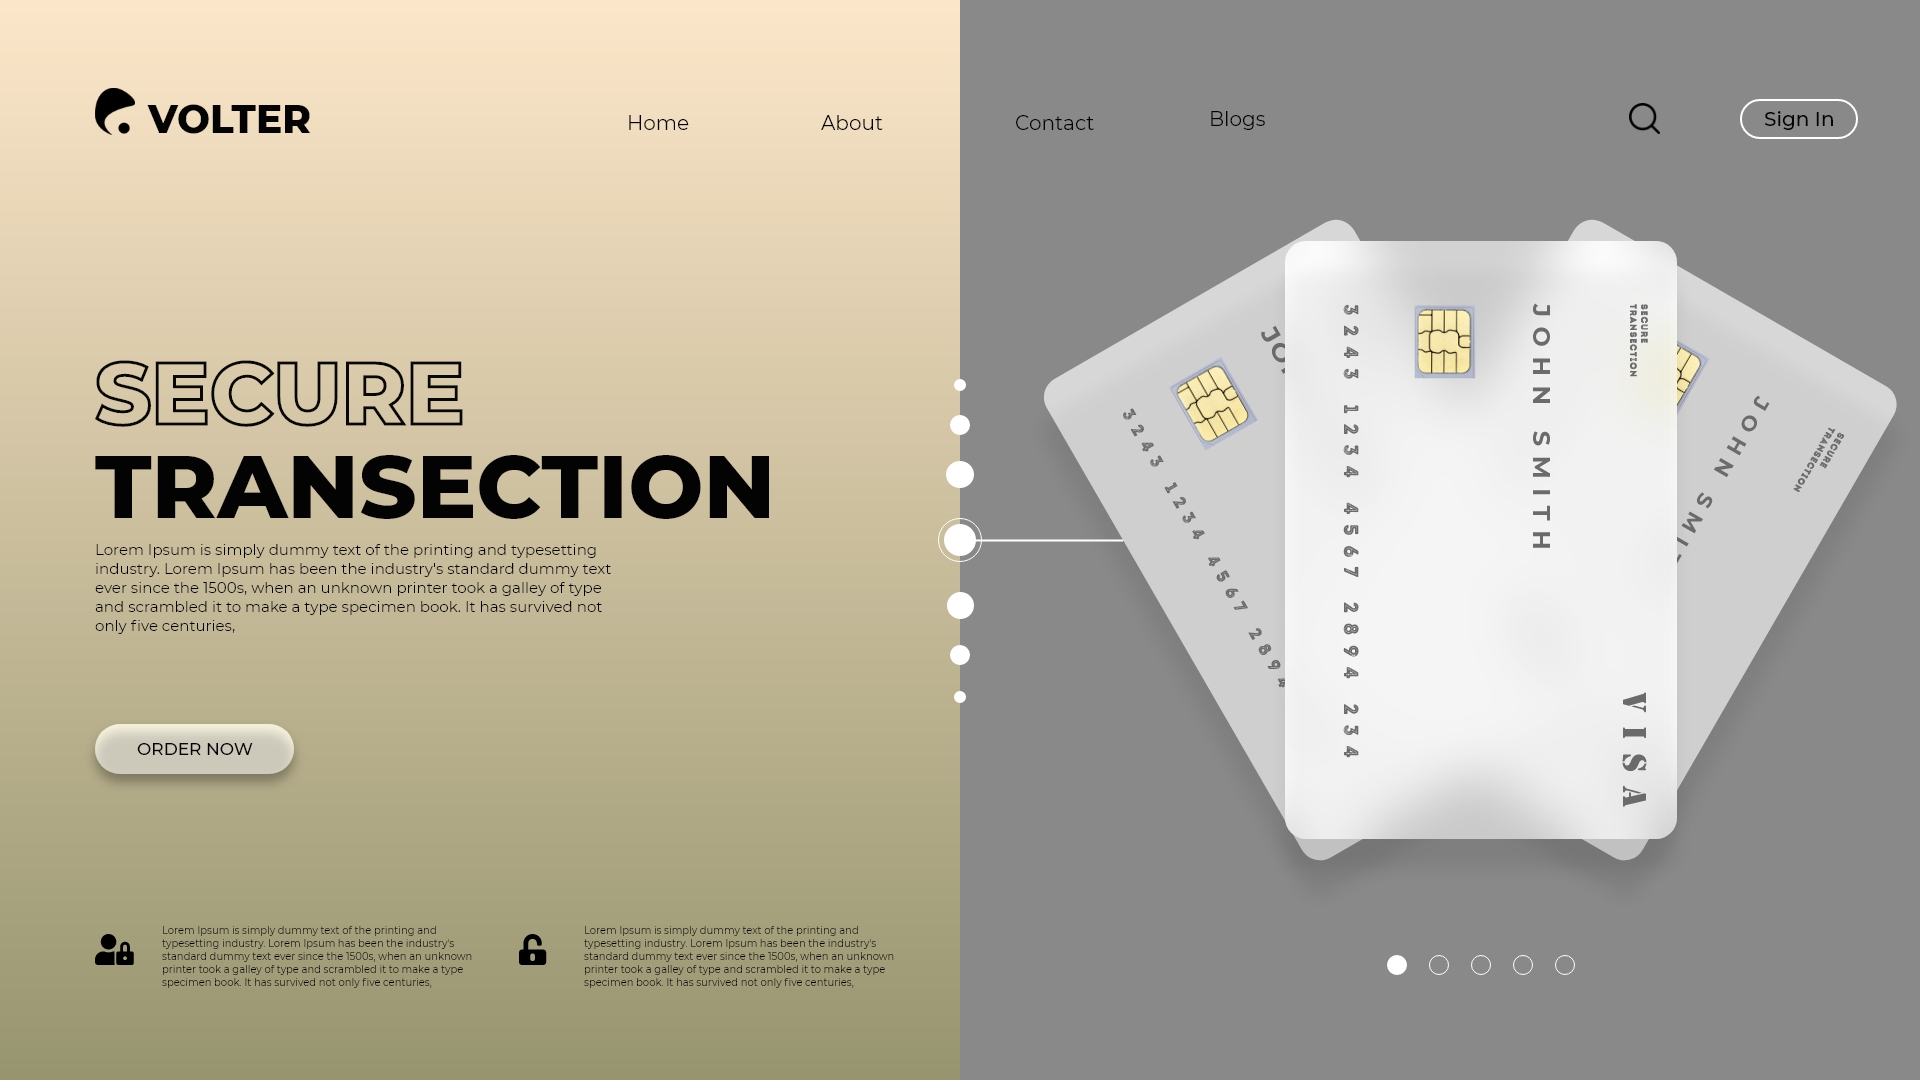 VOLTER
Home
About
Contact
Blogs
Sign In
SECURE
TRANSECTION
Lorem Ipsum is simply dummy text of the printing and typesetting
industry. Lorem Ipsum has been the industry's standard dummy text
ever since the 1500s, when an unknown printer took a galley of type
and scrambled it to make a type specimen book. It has survived not
only five centuries,
ORDER NOW
Lorem Ipsum is simply dummy text of the printing and
typesetting industry. Lorem Ipsum has been the industry's
standard dummy text ever since the 1500s, when an unknown
printer took a galley of type and scrambled it to make a type
specimen book. It has survived not only five centuries,
Lorem Ipsum is simply dummy text of the printing and
typesetting industry. Lorem Ipsum has been the industry's
standard dummy text ever since the 1500s, when an unknown
printer took a galley of type and scrambled it to make a type
specimen book. It has survived not only five centuries,
JO
3243 1234 4567 2894
SECURE
TRANSECTION
JOHN SMITH
3243 1234 4567 2894 234
VISA
SECURE
TRANSECTION
JOHN SMI